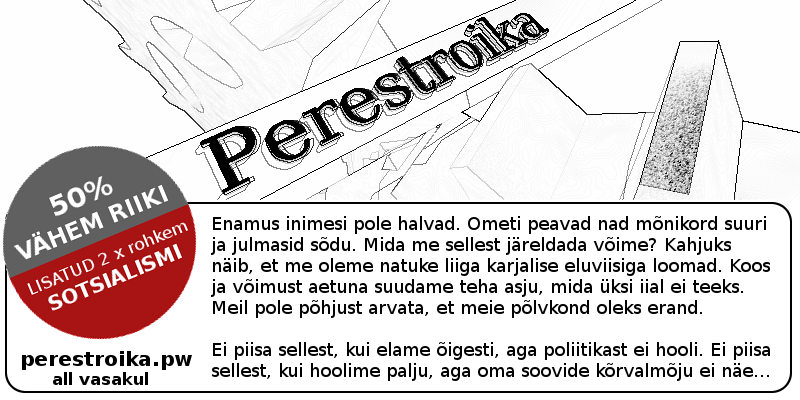 Perestroika
50%
VÄHEM RIIKI
LISATUD 2 x rohkem
SOTSIALISMI
perestroika.pw
all vasakul
Enamus inimesi pole halvad. Ometi peavad nad mõnikord suuri
ja julmasid sõdu. Mida me sellest järeldada võime? Kahjuks
näib, et me oleme natuke liiga karjalise eluviisiga loomad. Koos
ja võimust aetuna suudame teha asju, mida üksi iial ei teeks.
Meil pole põhjust arvata, et meie põlvkond oleks erand.
Ei piisa sellest, kui elame õigesti, aga poliitikast ei hooli. Ei piisa
sellest, kui hoolime palju, aga oma soovide kõrvalmõju ei näe...